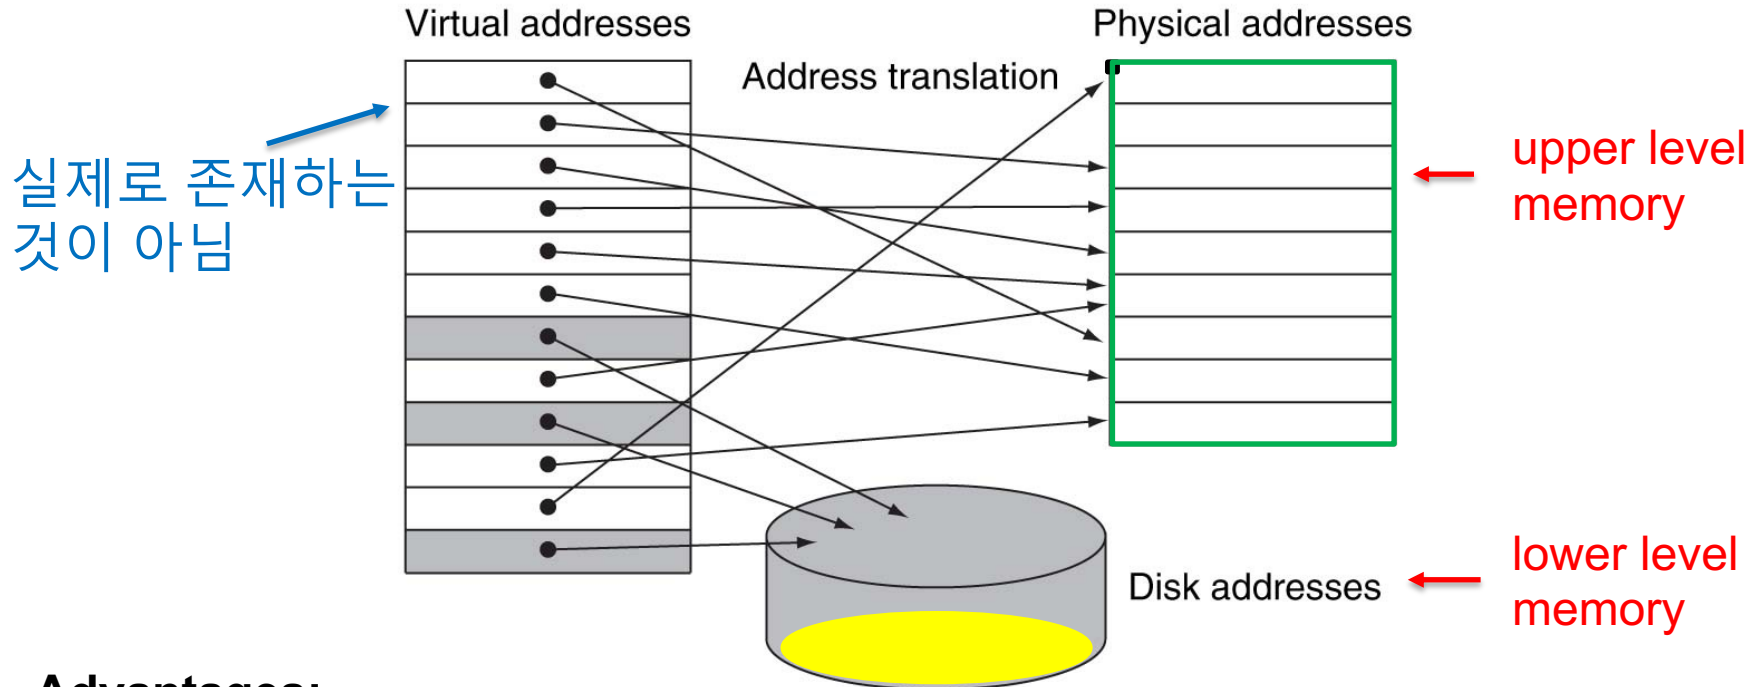 Virtual addresses
Physical addresses
Address translation
실제로 존재하는
것이 아님
upper level
memory
Disk addresses
lower level
memory
Advantages: